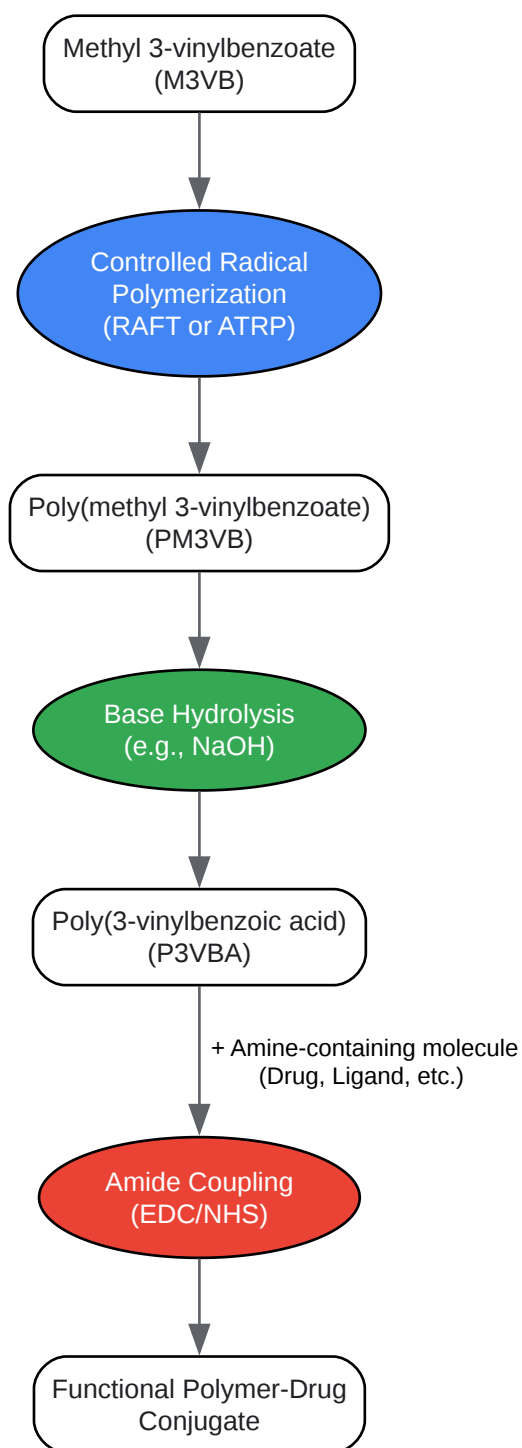 Methyl 3-vinylbenzoate
(M3VB)
Controlled Radical
Polymerization
(RAFT or ATRP)
Poly(methyl 3-vinylbenzoate)
(PM3VB)
Base Hydrolysis
(e.g., NaOH)
Poly(3-vinylbenzoic acid)
(P3VBA)
+ Amine-containing molecule
(Drug, Ligand, etc.)
Amide Coupling
(EDC/NHS)
Functional Polymer-Drug
Conjugate